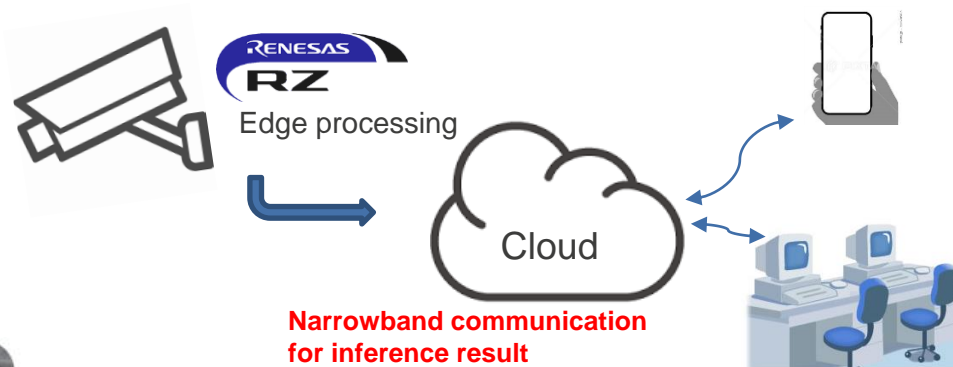 RENESAS
RZ
Edge processing
Cloud
Narrowband communication
for inference result